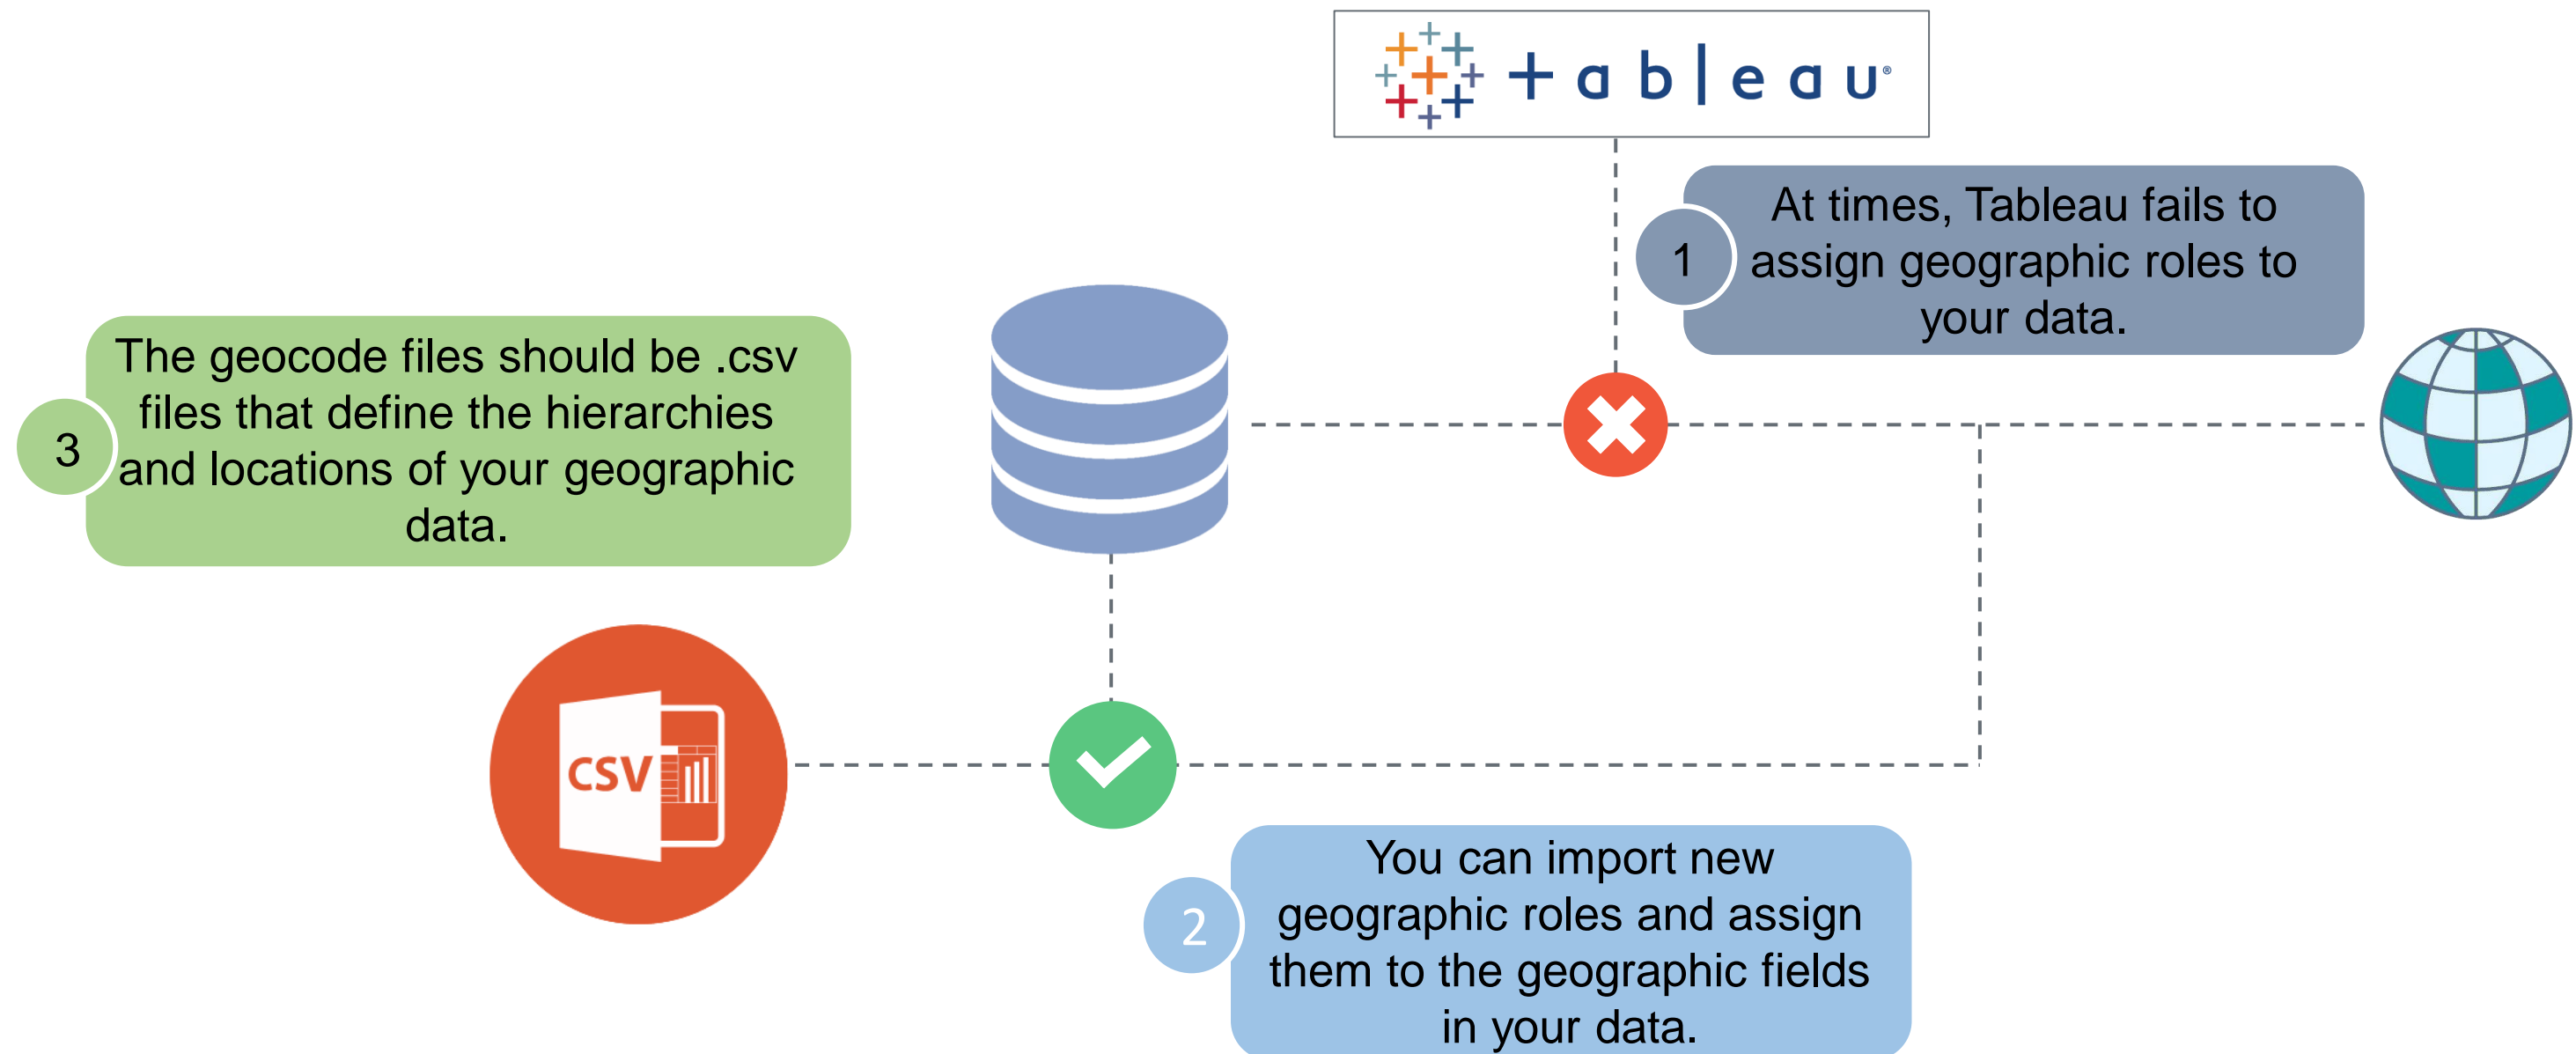 +ableau®
At times, Tableau fails to
1
assign geographic roles to
your data.
The geocode files should be .csv
files that define the hierarchies
3
and locations of your geographic
data.
CSV
You can import new
2
geographic roles and assign
them to the geographic fields
in your data.